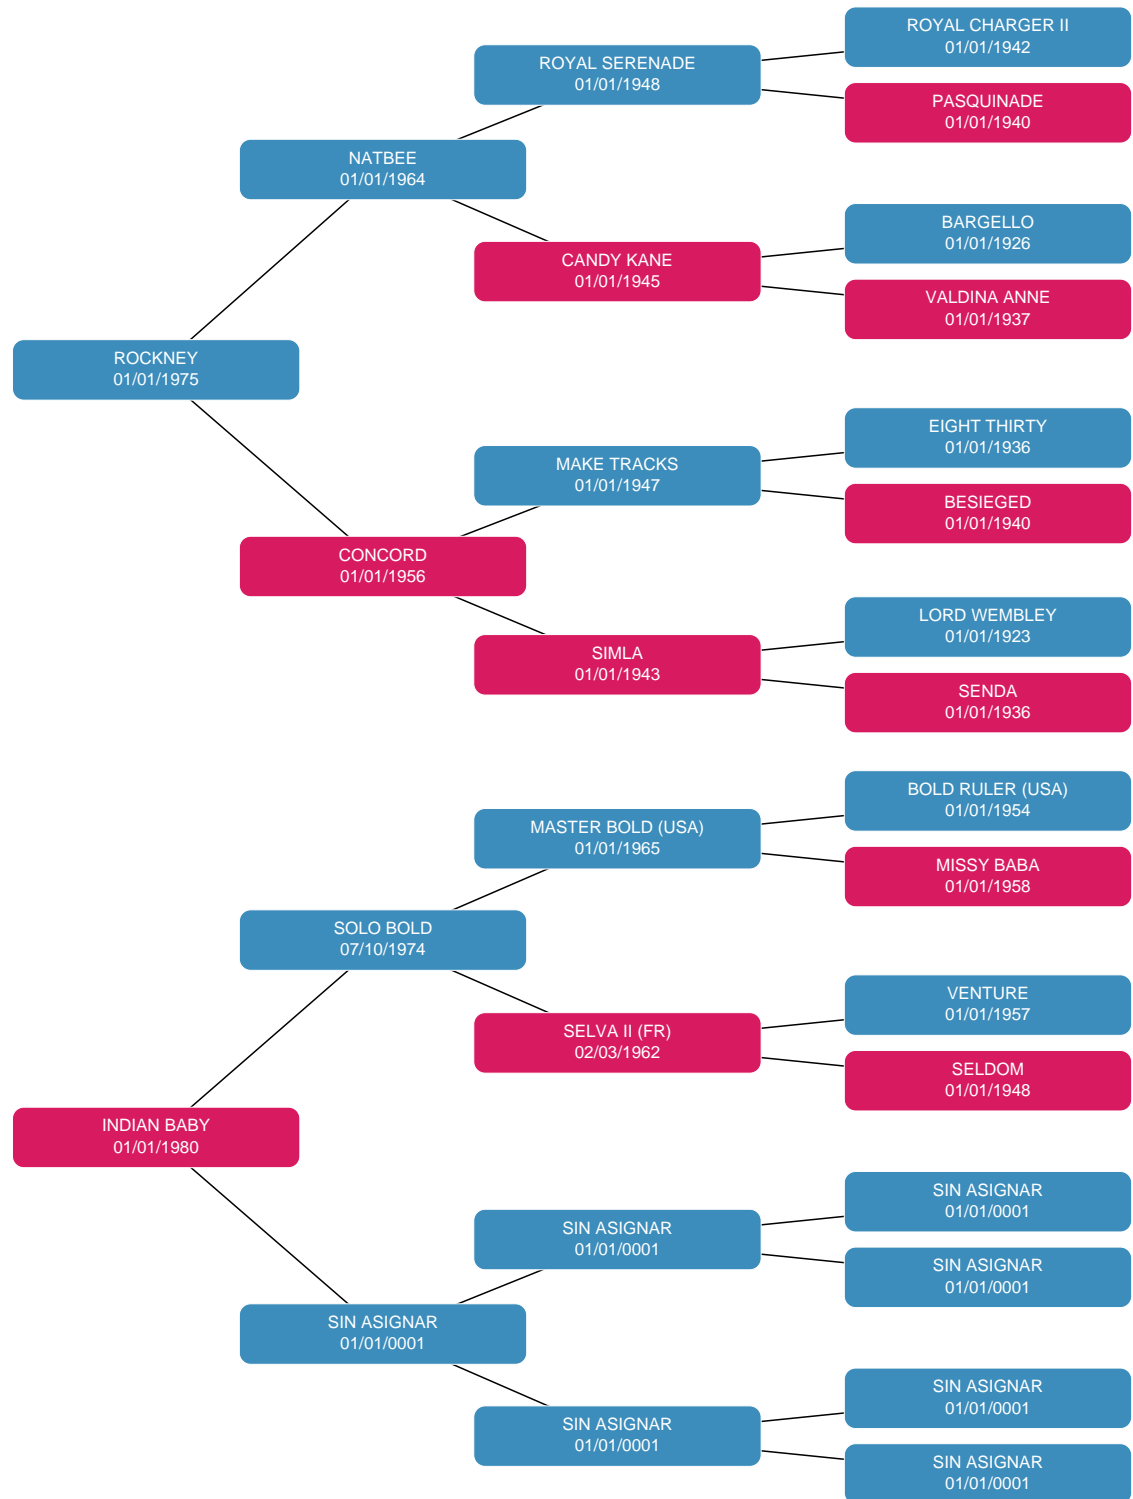 ROYAL CHARGER II
01/01/1942
ROYAL SERENADE
01/01/1948
PASQUINADE
01/01/1940
NATBEE
01/01/1964
BARGELLO
01/01/1926
CANDY KANE
01/01/1945
VALDINA ANNE
01/01/1937
ROCKNEY
01/01/1975
EIGHT THIRTY
01/01/1936
MAKE TRACKS
01/01/1947
BESIEGED
01/01/1940
CONCORD
01/01/1956
LORD WEMBLEY
01/01/1923
SIMLA
01/01/1943
SENDA
01/01/1936
BOLD RULER (USA)
01/01/1954
MASTER BOLD (USA)
01/01/1965
MISSY BABA
01/01/1958
SOLO BOLD
07/10/1974
VENTURE
01/01/1957
SELVA II (FR)
02/03/1962
SELDOM
01/01/1948
INDIAN BABY
01/01/1980
SIN ASIGNAR
01/01/0001
SIN ASIGNAR
01/01/0001
SIN ASIGNAR
01/01/0001
SIN ASIGNAR
01/01/0001
SIN ASIGNAR
01/01/0001
SIN ASIGNAR
01/01/0001
SIN ASIGNAR
01/01/0001